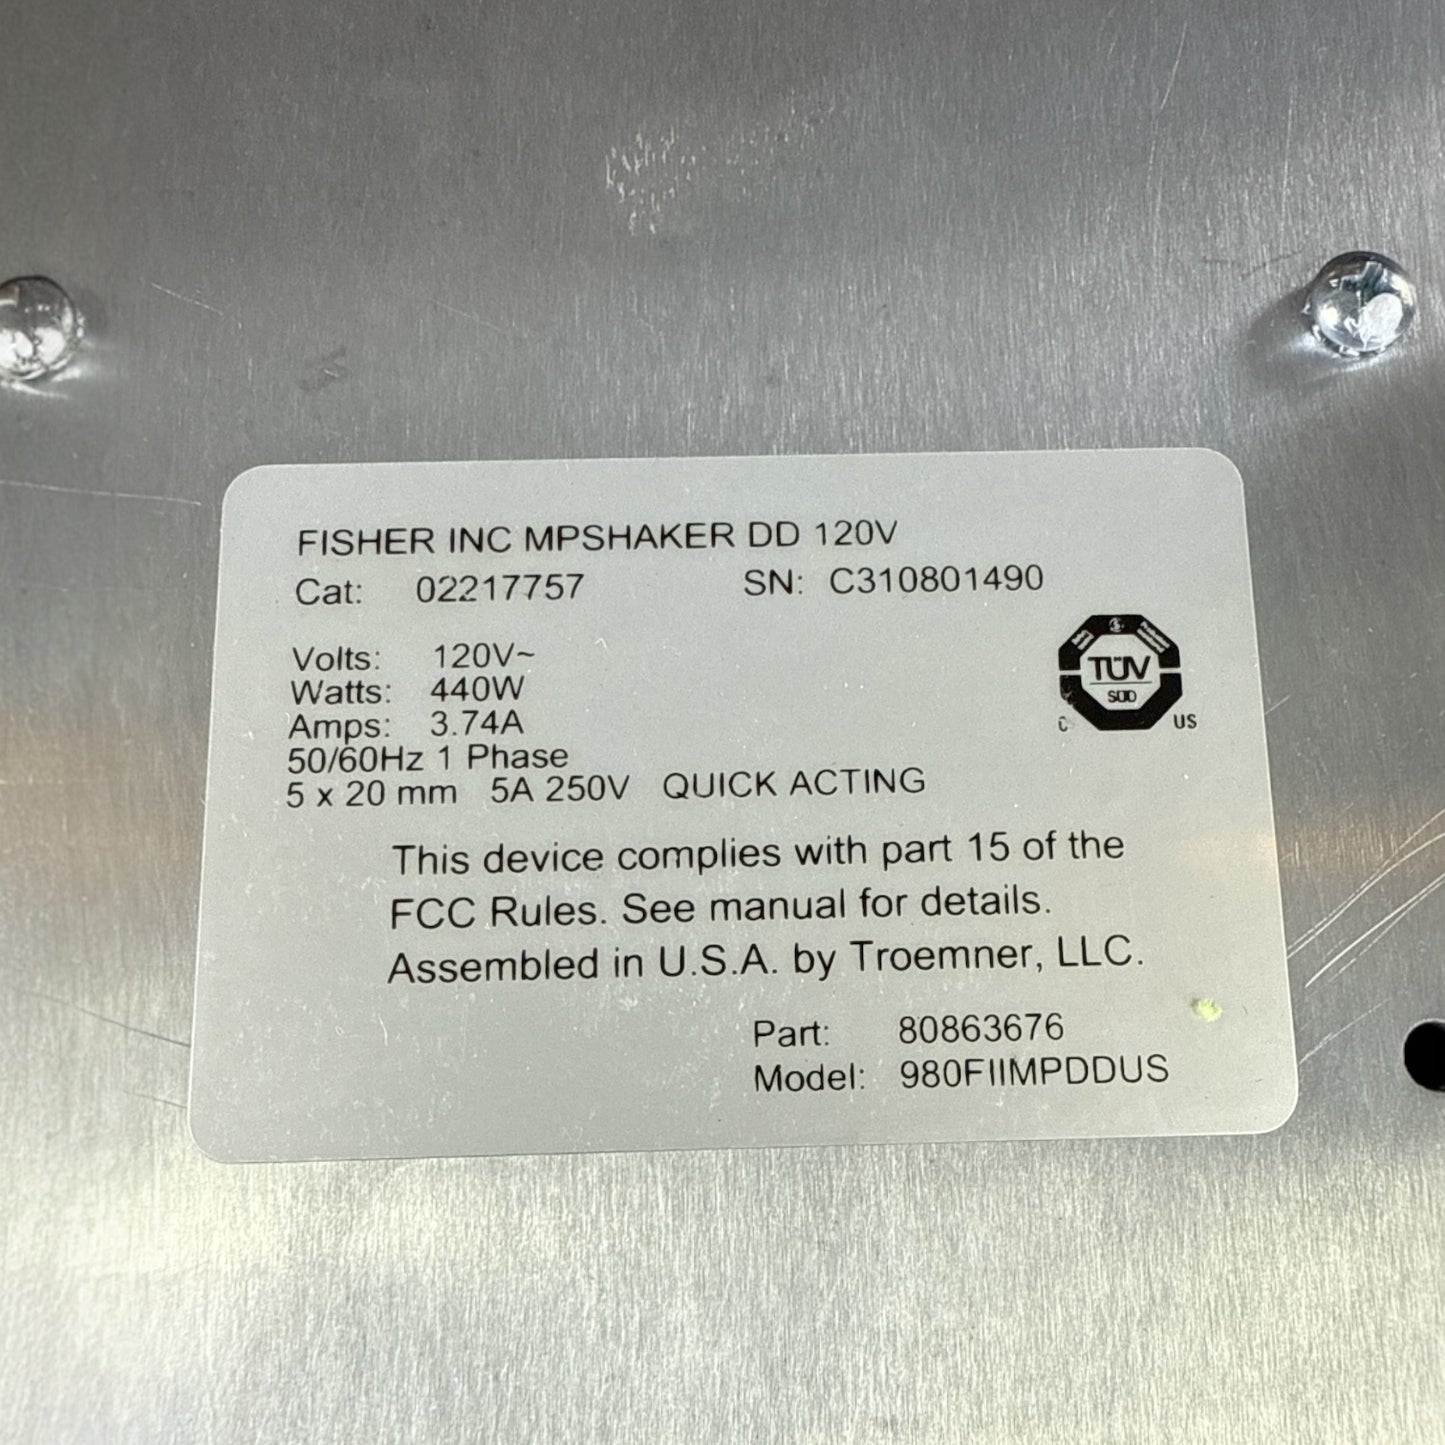 FISHER INC MPSHAKER DD 120V
Cat: 02217757 SN: C310801490
Volts: 120V~
Watts: 440W
Amps: 3.74A
50/60Hz 1 Phase
5 x 20 mm 5A 250V QUICK ACTING
TÜV
SÜD
C US
This device complies with part 15 of the
FCC Rules. See manual for details.
Assembled in U.S.A. by Troemner, LLC.
Part: 80863676
Model: 980FIIMPDDUS